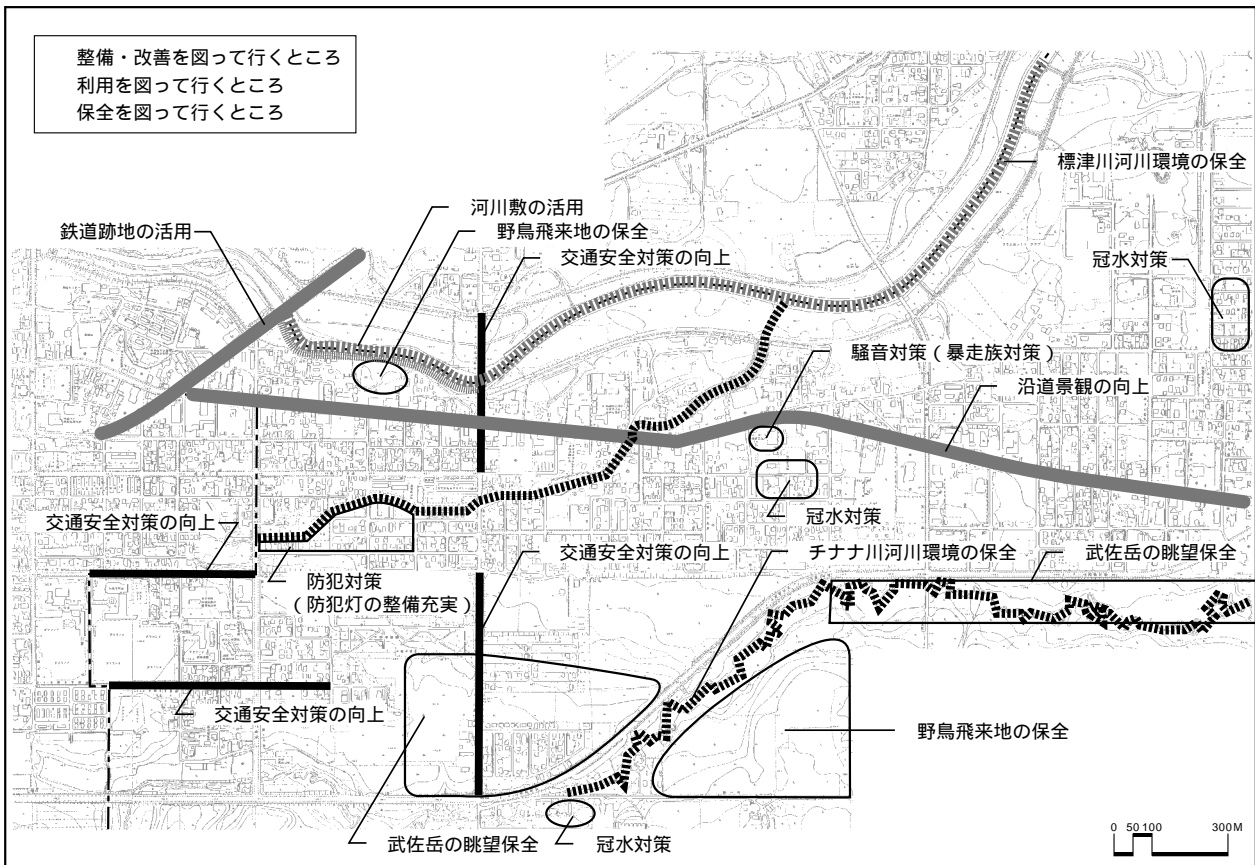 整備・改善を図って行くところ
利用を図って行くところ
保全を図って行くところ
標津川河川環境の保全
河川敷の活用
鉄道跡地の活用
野鳥飛来地の保全
交通安全対策の向上
冠水対策
騒音対策(暴走族対策)
沿道景観の向上
冠水対策
交通安全対策の向上
交通安全対策の向上
チナナ川河川環境の保全
武佐岳の眺望保全
防犯対策
(防犯灯の整備充実)
交通安全対策の向上
野鳥飛来地の保全
武佐岳の眺望保全
冠水対策
0 50 100 300M